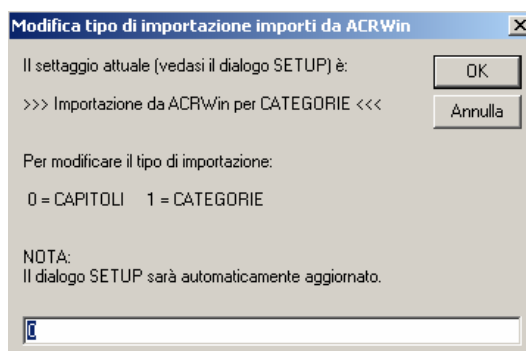 Modifica tipo di importazione importi da ACRWin
Il settaggio attuale (vedasi il dialogo SETUP) è:
OK
>>> Importazione da ACRWin per CATEGORIE <<<
Annulla
Per modificare il tipo di importazione:
0 = CAPITOLI 1 = CATEGORIE
NOTA:
Il dialogo SETUP sarà automaticamente aggiornato.
0